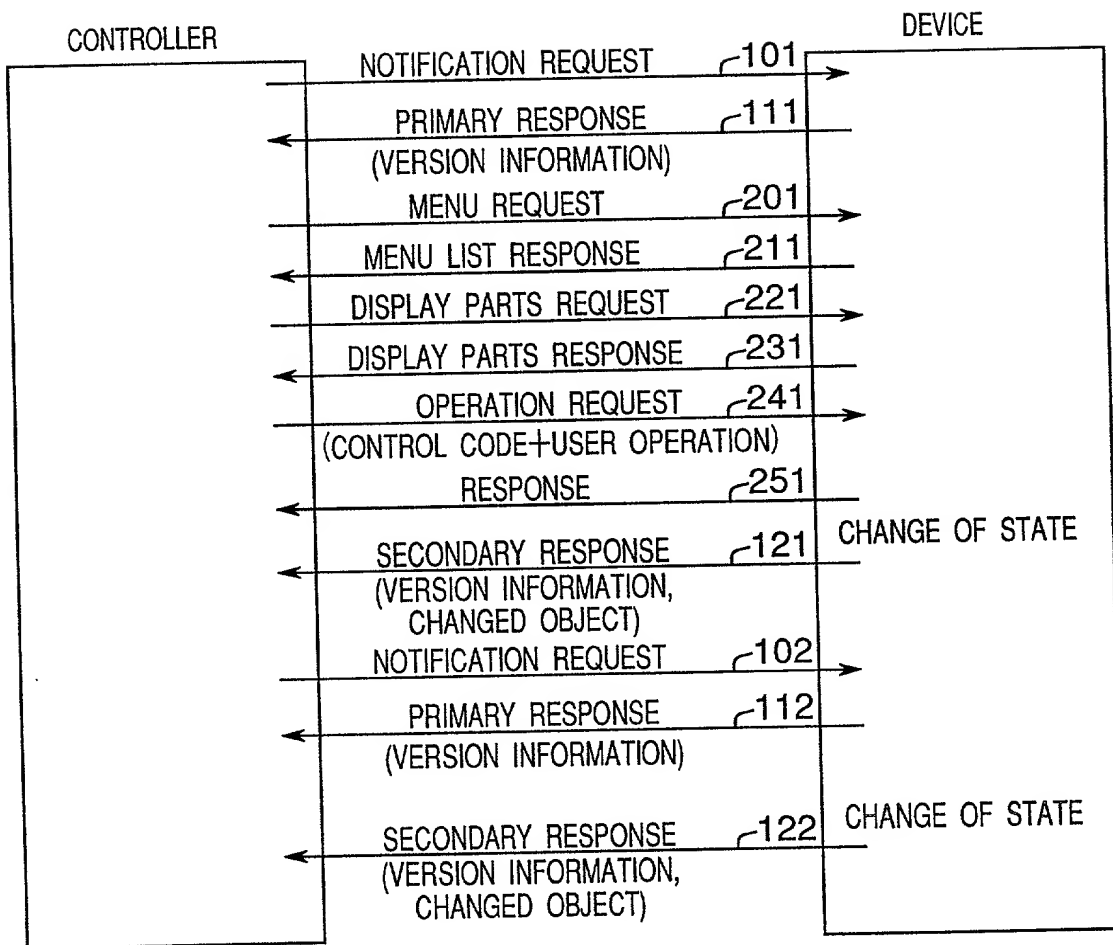 CONTROLLER
DEVICE
NOTIFICATION REQUEST 101
PRIMARY RESPONSE 111
(VERSION INFORMATION)
MENU REQUEST 201
MENU LIST RESPONSE 211
DISPLAY PARTS REQUEST 221
DISPLAY PARTS RESPONSE 231
OPERATION REQUEST 241
(CONTROL CODE+USER OPERATION)
RESPONSE 251
CHANGE OF STATE
SECONDARY RESPONSE 121
(VERSION INFORMATION,
CHANGED OBJECT)
NOTIFICATION REQUEST 102
PRIMARY RESPONSE 112
(VERSION INFORMATION)
CHANGE OF STATE
SECONDARY RESPONSE 122
(VERSION INFORMATION,
CHANGED OBJECT)